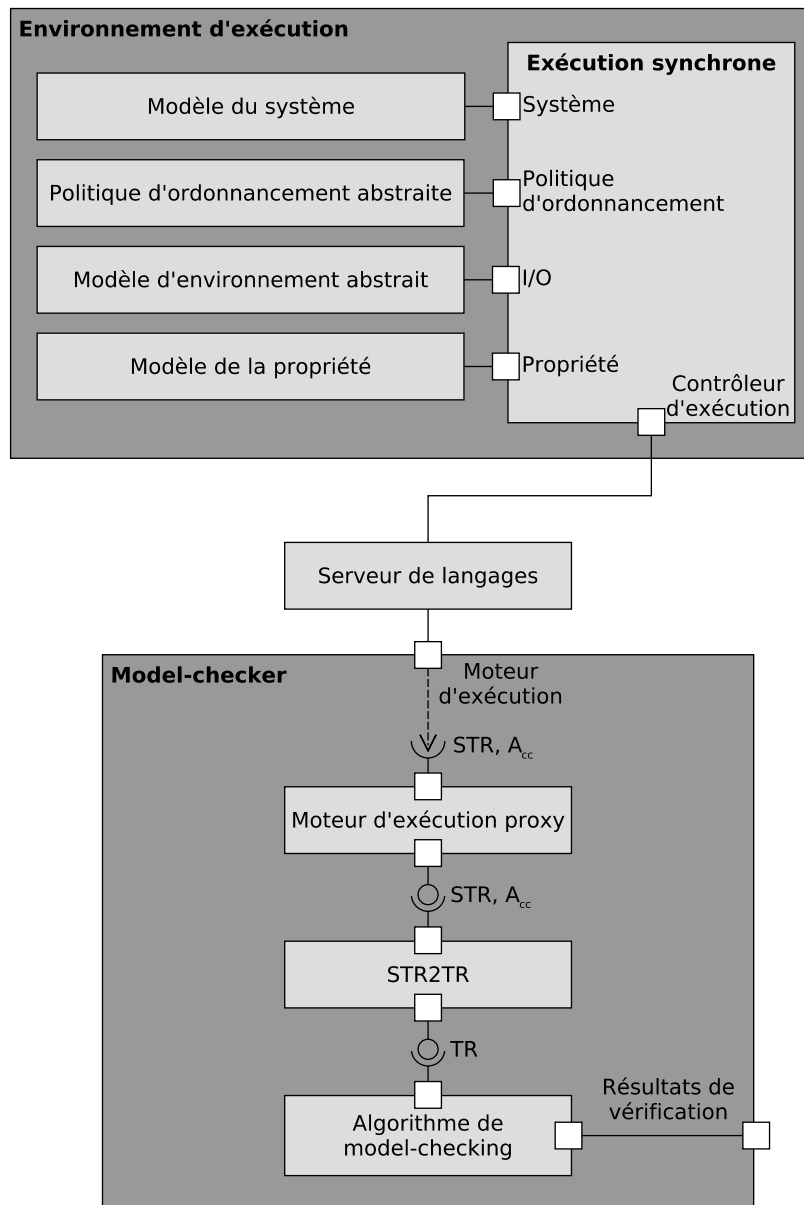 Environnement d'exécution
Exécution synchrone
Modèle du système
Système
Politique d'ordonnancement abstraite
Politique
d'ordonnancement
Modèle d'environnement abstrait
I/O
Modèle de la propriété
Propriété
Contrôleur
d'exécution
Serveur de langages
Model-checker
Moteur
d'exécution
STR, Acc
Moteur d'exécution proxy
STR, Acc
STR2TR
TR
Algorithme de
model-checking
Résultats de
vérification